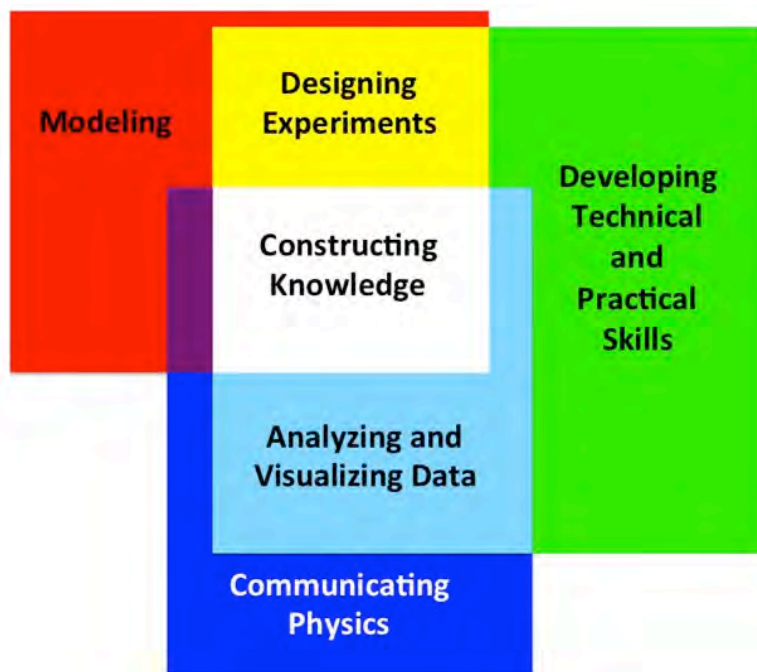 Modeling
Designing
Experiments
Developing
Technical
and
Practical
Skills
Constructing
Knowledge
Analyzing and
Visualizing Data
Communicating
Physics